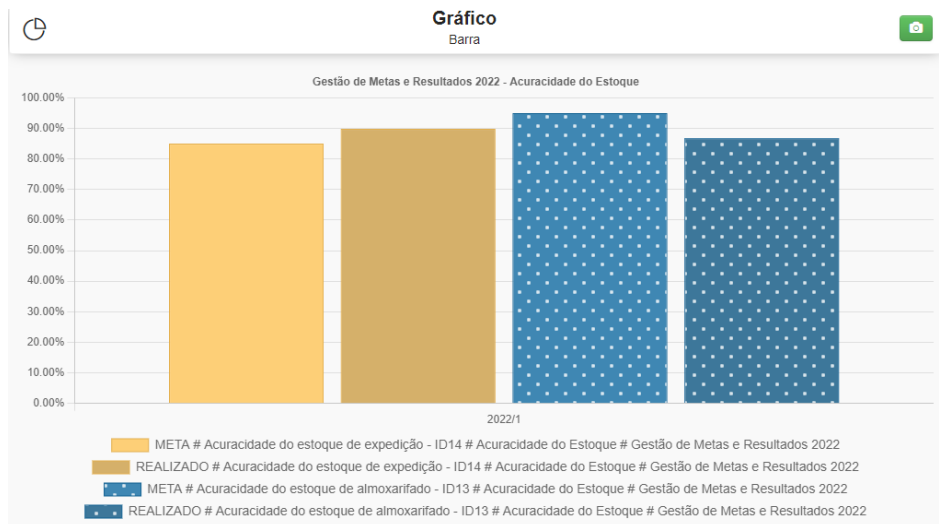 Gráfico
Barra
Gestão de Metas e Resultados 2022 - Acuracidade do Estoque
100.00%
90.00%
80.00%
70.00%
60.00%
50.00%
40.00%
30.00%
20.00%
10.00%
0.00%
2022/1
META # Acuracidade do estoque de expedição - ID14 # Acuracidade do Estoque # Gestão de Metas e Resultados 2022
REALIZADO # Acuracidade do estoque de expedição - ID14 # Acuracidade do Estoque # Gestão de Metas e Resultados 2022
META # Acuracidade do estoque de almoxarifado - ID13 # Acuracidade do Estoque # Gestão de Metas e Resultados 2022
REALIZADO # Acuracidade do estoque de almoxarifado - ID13 # Acuracidade do Estoque # Gestão de Metas e Resultados 2022